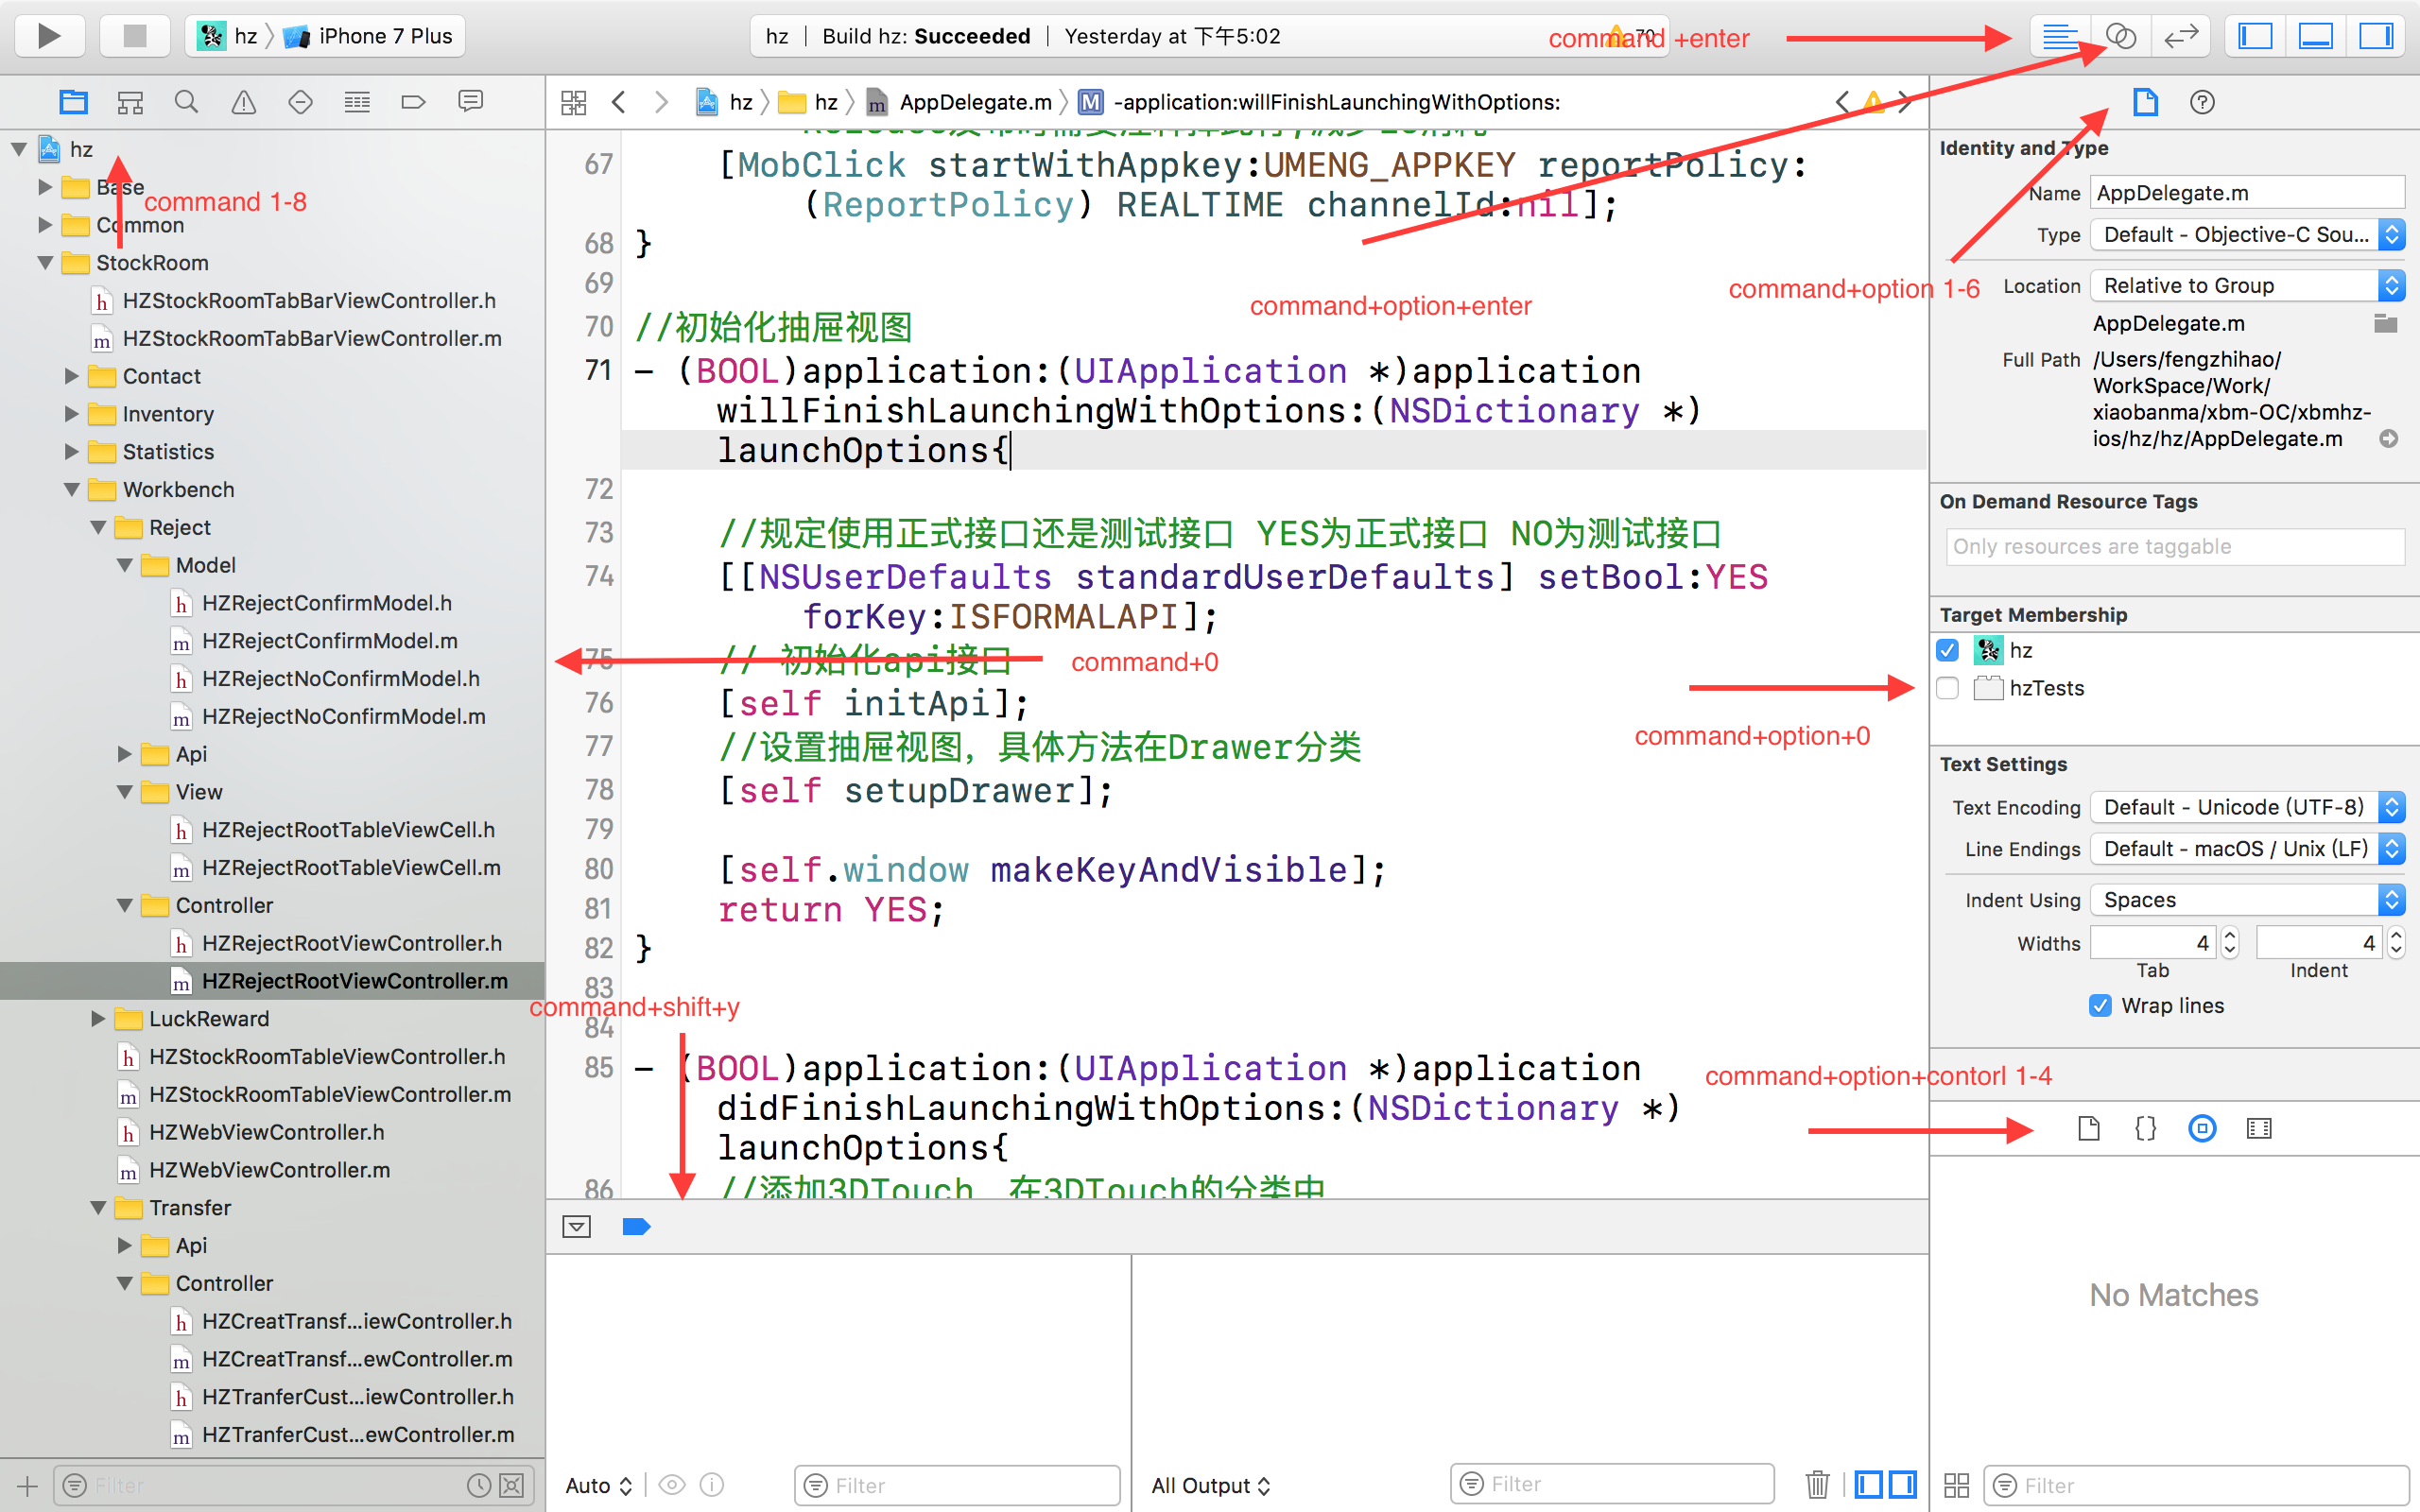 hz
iPhone 7 Plus
hz | Build hz: Succeeded | Yesterday at 下午5:02
command +enter
hz
hz
AppDelegate.m
M
-application:willFinishLaunchingWithOptions:
hz
Base
command 1-8
Common
StockRoom
h HZStockRoomTabBarViewController.h
m HZStockRoomTabBarViewController.m
Contact
Inventory
Statistics
Workbench
Reject
Model
h HZRejectConfirmModel.h
m HZRejectConfirmModel.m
h HZRejectNoConfirmModel.h
m HZRejectNoConfirmModel.m
Api
View
h HZRejectRootTableViewCell.h
m HZRejectRootTableViewCell.m
Controller
h HZRejectRootViewController.h
m HZRejectRootViewController.m
LuckReward
h HZStockRoomTableViewController.h
m HZStockRoomTableViewController.m
h HZWebViewController.h
m HZWebViewController.m
Transfer
Api
Controller
h HZCreatTransf...iewController.h
m HZCreatTransf...ewController.m
h HZTranferCust...iewController.h
m HZTranferCust...ewController.m
Filter
67 [MobClick startWithAppkey:UMENG_APPKEY reportPolicy:
(ReportPolicy) REALTIME channelId:nil];
68 }
69
command+option+enter
70 //初始化抽屉视图
71 - (BOOL)application:(UIApplication *)application
willFinishLaunchingWithOptions:(NSDictionary *)
launchOptions{
72
73 //规定使用正式接口还是测试接口 YES为正式接口 NO为测试接口
74 [[NSUserDefaults standardUserDefaults] setBool:YES
forKey:ISFORMALAPI];
75 // 初始化api接口
command+0
76 [self initApi];
command+option+0
77 //设置抽屉视图，具体方法在Drawer分类
78 [self setupDrawer];
79
80 [self.window makeKeyAndVisible];
81 return YES;
82 }
83
command+shift+y
84
85 - (BOOL)application:(UIApplication *)application
didFinishLaunchingWithOptions:(NSDictionary *)
launchOptions{
86 //添加3DTouch，在3DTouch的分类中
Auto
Filter
All Output
Filter
Identity and Type
Name AppDelegate.m
Type Default - Objective-C Sou...
command+option 1-6
Location Relative to Group
AppDelegate.m
Full Path /Users/fengzhihao/
WorkSpace/Work/
xiaobanma/xbm-OC/xbmhz-
ios/hz/hz/AppDelegate.m
On Demand Resource Tags
Only resources are taggable
Target Membership
hz
hzTests
Text Settings
Text Encoding Default - Unicode (UTF-8)
Line Endings Default - macOS / Unix (LF)
Indent Using Spaces
Widths 4 4
Tab Indent
Wrap lines
command+option+contorl 1-4
{}
No Matches
Filter